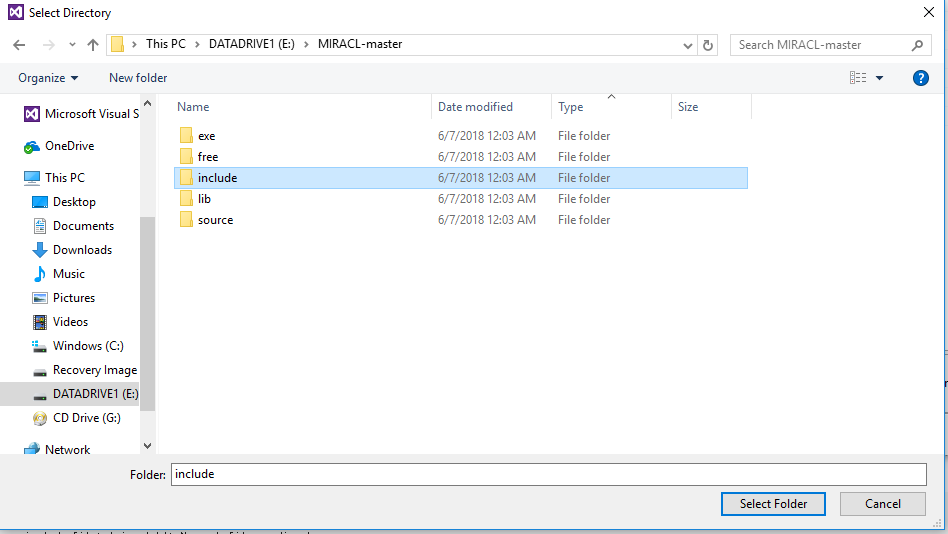 Select Directory
This PC > DATADRIVE1 (E:) > MIRACL-master
Search MIRACL-master
Organize
New folder
Microsoft Visual S
OneDrive
This PC
Desktop
Documents
Downloads
Music
Pictures
Videos
Windows (C:)
Recovery Image
DATADRIVE1 (E:)
CD Drive (G:)
Network
Name Date modified Type Size
exe 6/7/2018 12:03 AM File folder
free 6/7/2018 12:03 AM File folder
include 6/7/2018 12:03 AM File folder
lib 6/7/2018 12:03 AM File folder
source 6/7/2018 12:03 AM File folder
Folder: include
Select Folder Cancel